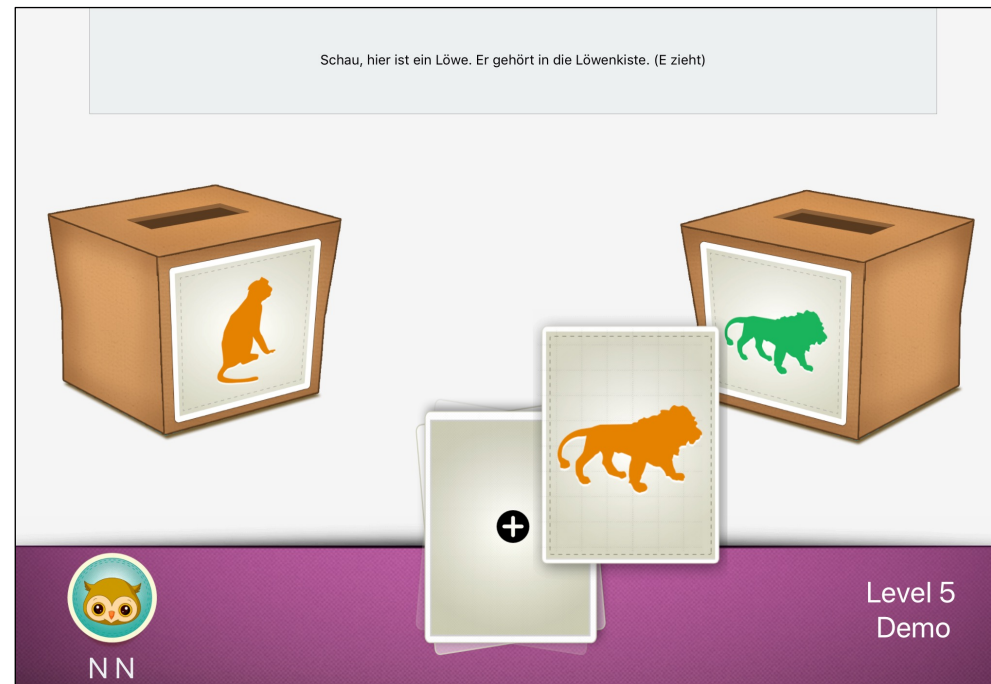 Schau, hier ist ein Löwe. Er gehört in die Löwenkiste. (E zieht)
Level 5
Demo
N N